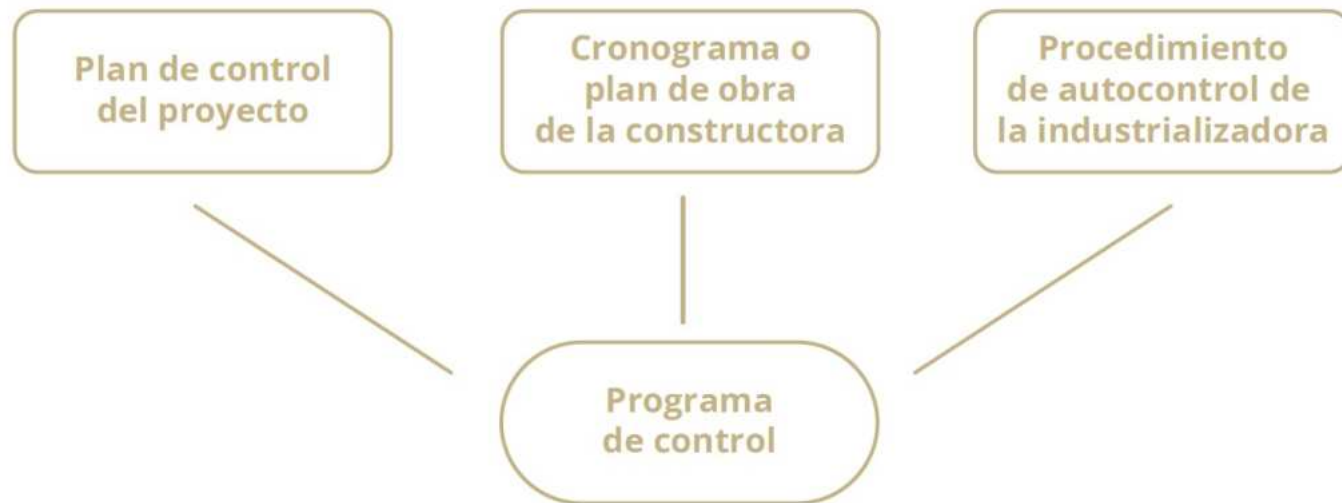 Plan de control
del proyecto
Cronograma o
plan de obra
de la constructora
Procedimiento
de autocontrol de
la industrializadora
Programa
de control